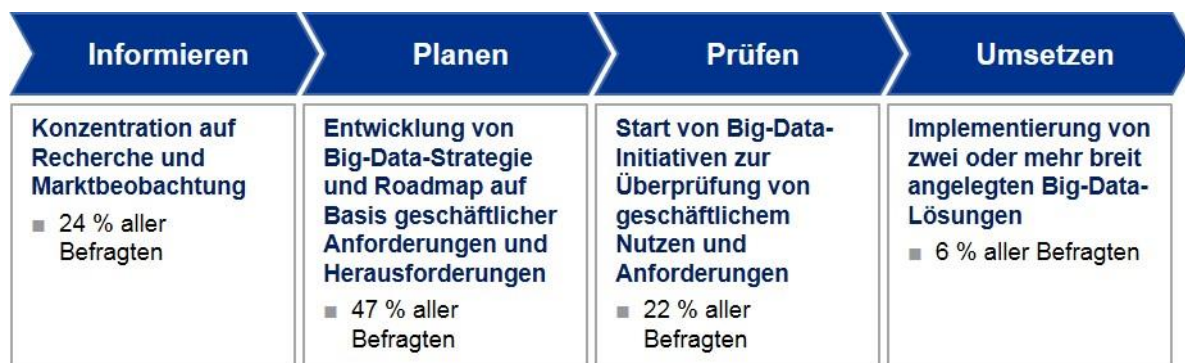 Informieren
Planen
Prüfen
Umsetzen
Konzentration auf
Recherche und
Marktbeobachtung
24 % aller
Befragten
Entwicklung von
Big-Data-Strategie
und Roadmap auf
Basis geschäftlicher
Anforderungen und
Herausforderungen
47 % aller
Befragten
Start von Big-Data-
Initiativen zur
Überprüfung von
geschäftlichem
Nutzen und
Anforderungen
22 % aller
Befragten
Implementierung von
zwei oder mehr breit
angelegten Big-Data-
Lösungen
6 % aller Befragten